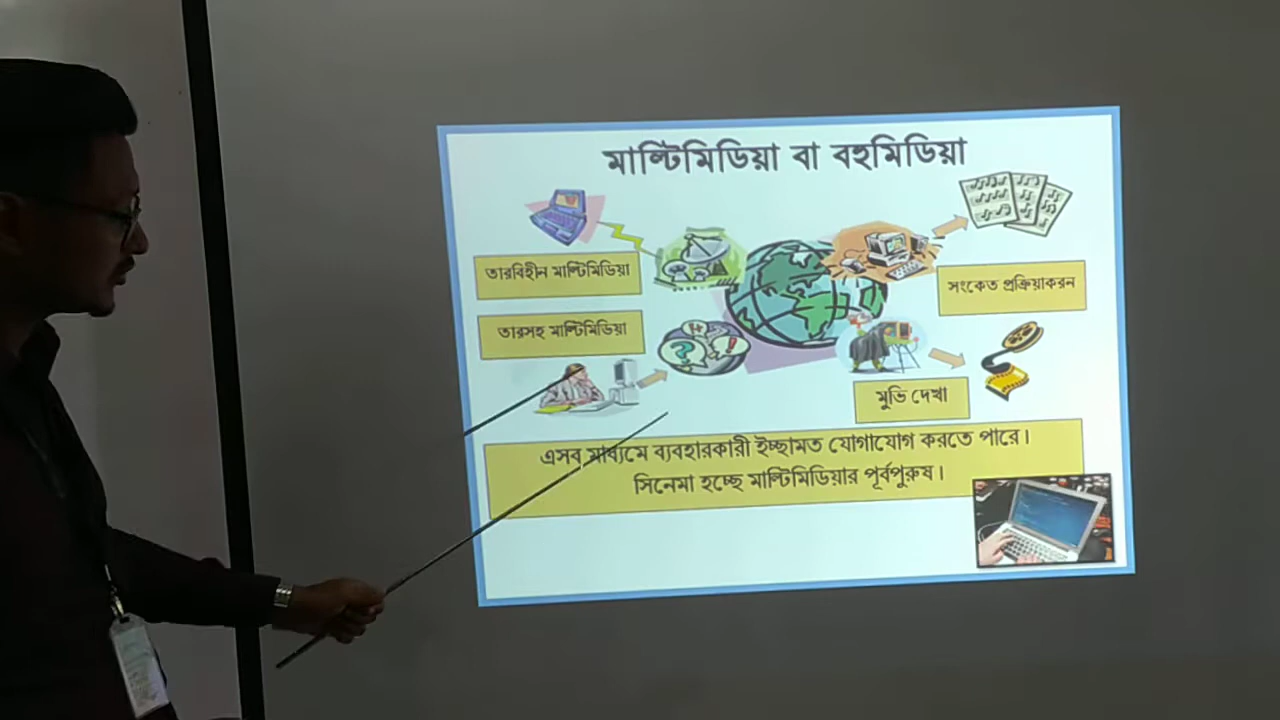 মাল্টিমিডিয়া বা বহুমিডিয়া
তারবিহীন মাল্টিমিডিয়া
সংকেত প্রক্রিয়াকরন
তারসহ মাল্টিমিডিয়া
মুভি দেখা
এসব মাধ্যমে ব্যবহারকারী ইচ্ছামত যোগাযোগ করতে পারে।
সিনেমা হচ্ছে মাল্টিমিডিয়ার পূর্বপুরুষ।